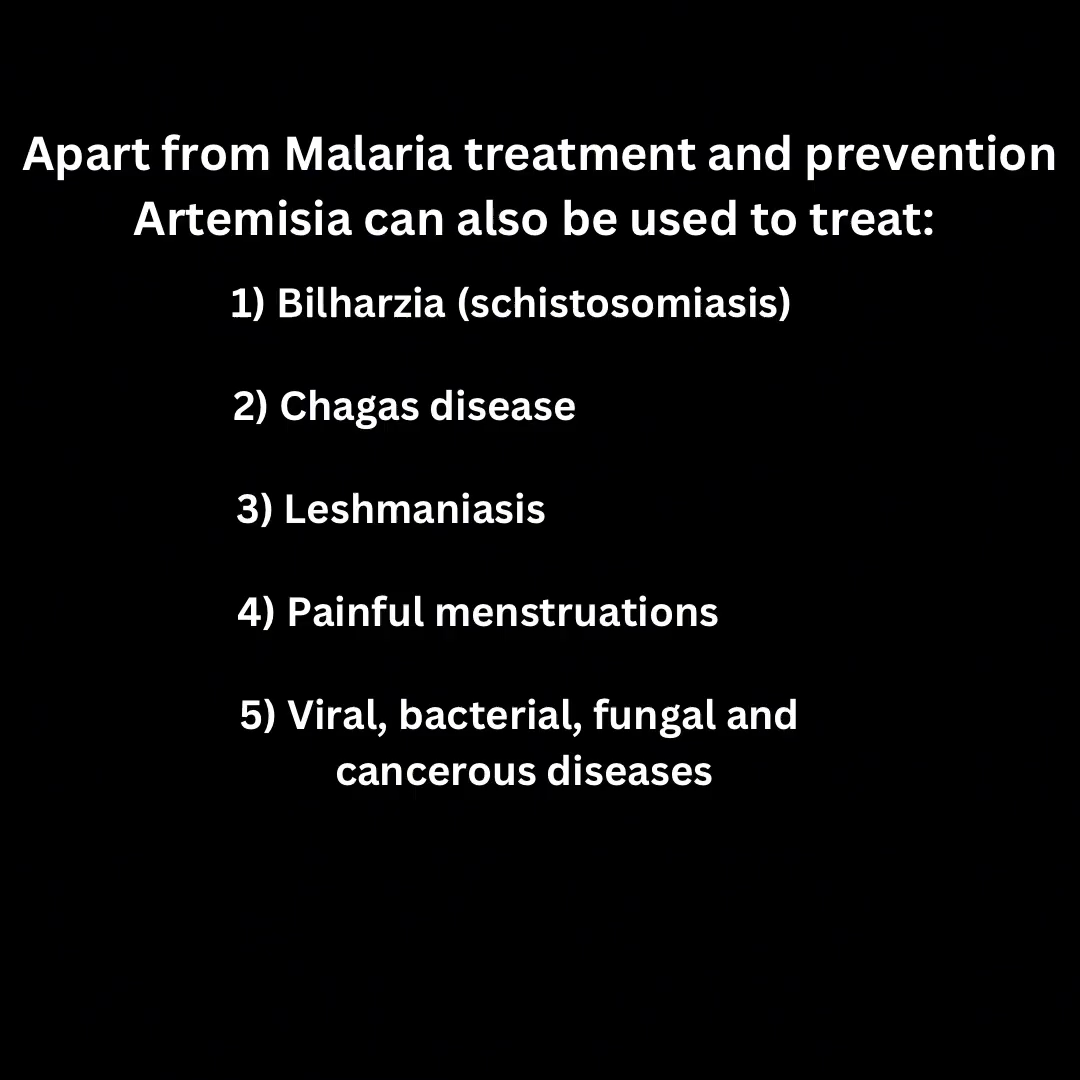 Apart from Malaria treatment and prevention
Artemisia can also be used to treat:
1) Bilharzia (schistosomiasis)
2) Chagas disease
3) Leshmaniasis
4) Painful menstruations
5) Viral, bacterial, fungal and
cancerous diseases